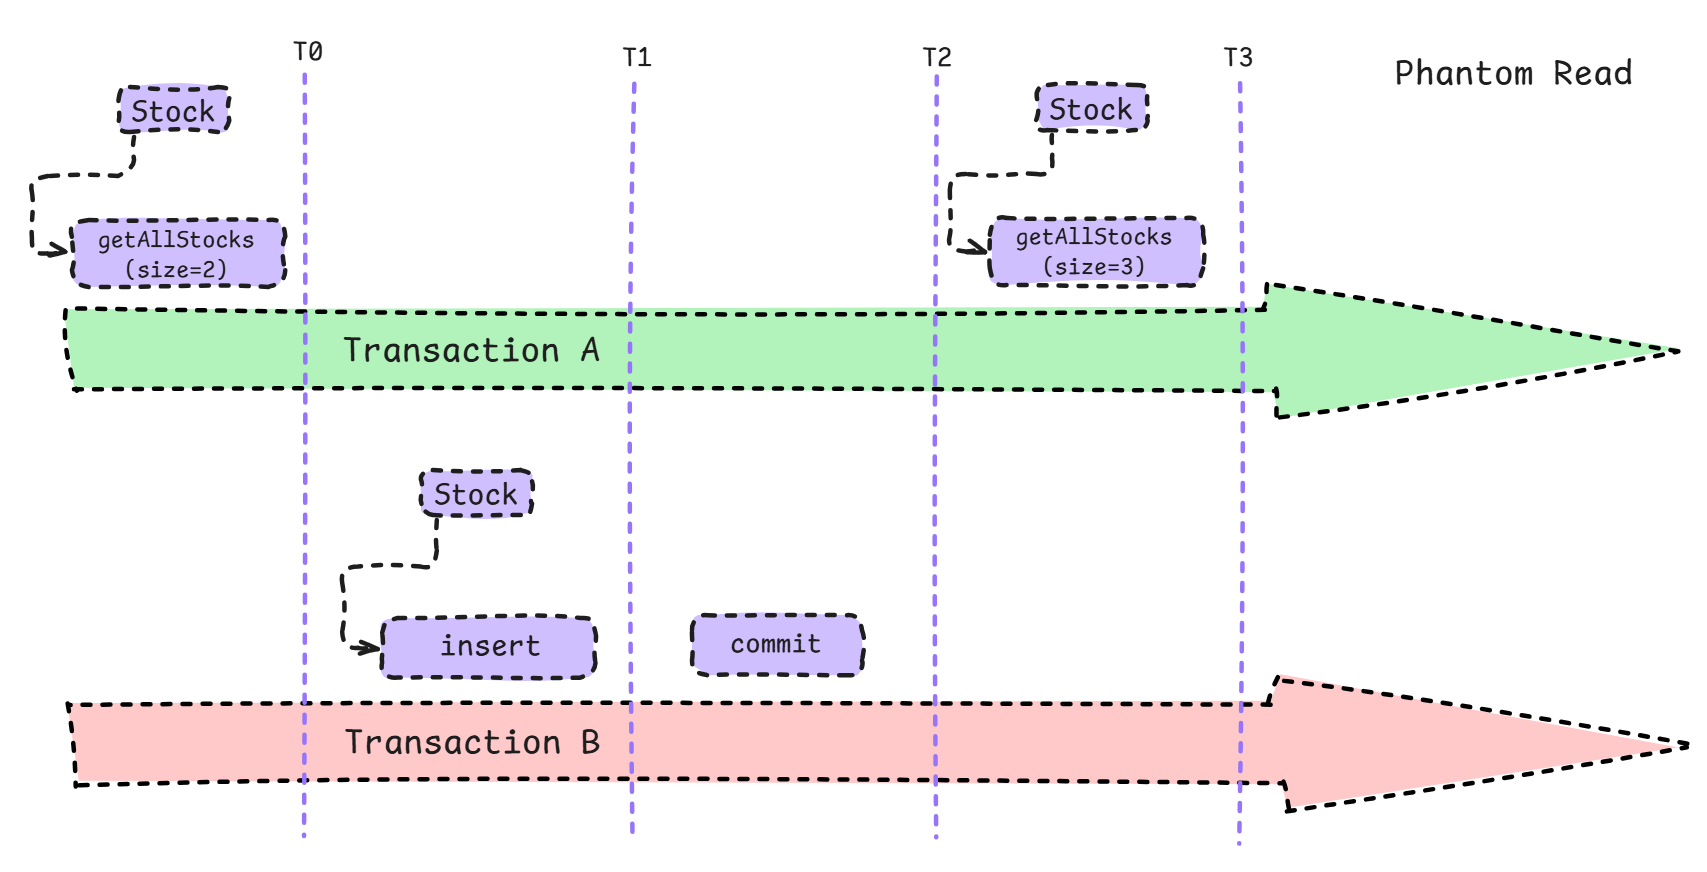 T0
T1
T2
T3
Phantom Read
Stock
Stock
getAllStocks
(size=2)
getAllStocks
(size=3)
Transaction A
Stock
insert
commit
Transaction B